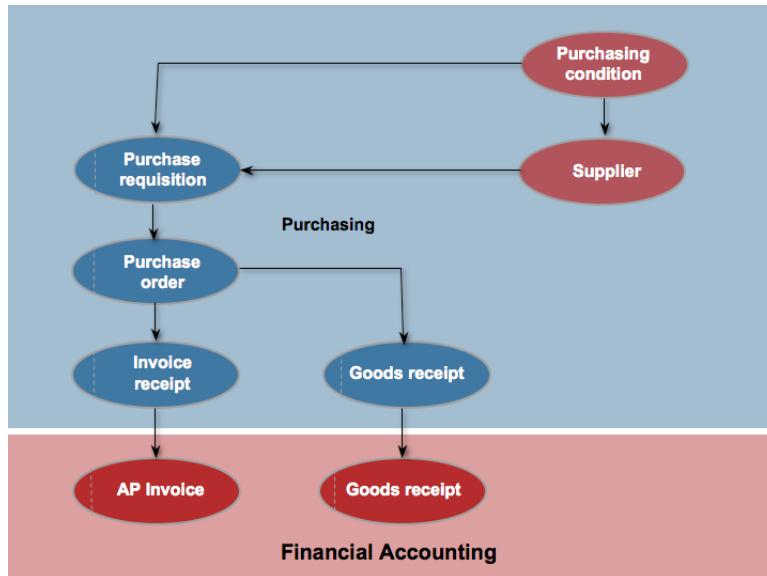 Purchasing
condition
Purchase
requisition
Supplier
Purchasing
Purchase
order
Invoice
receipt
Goods receipt
AP Invoice
Goods receipt
Financial Accounting